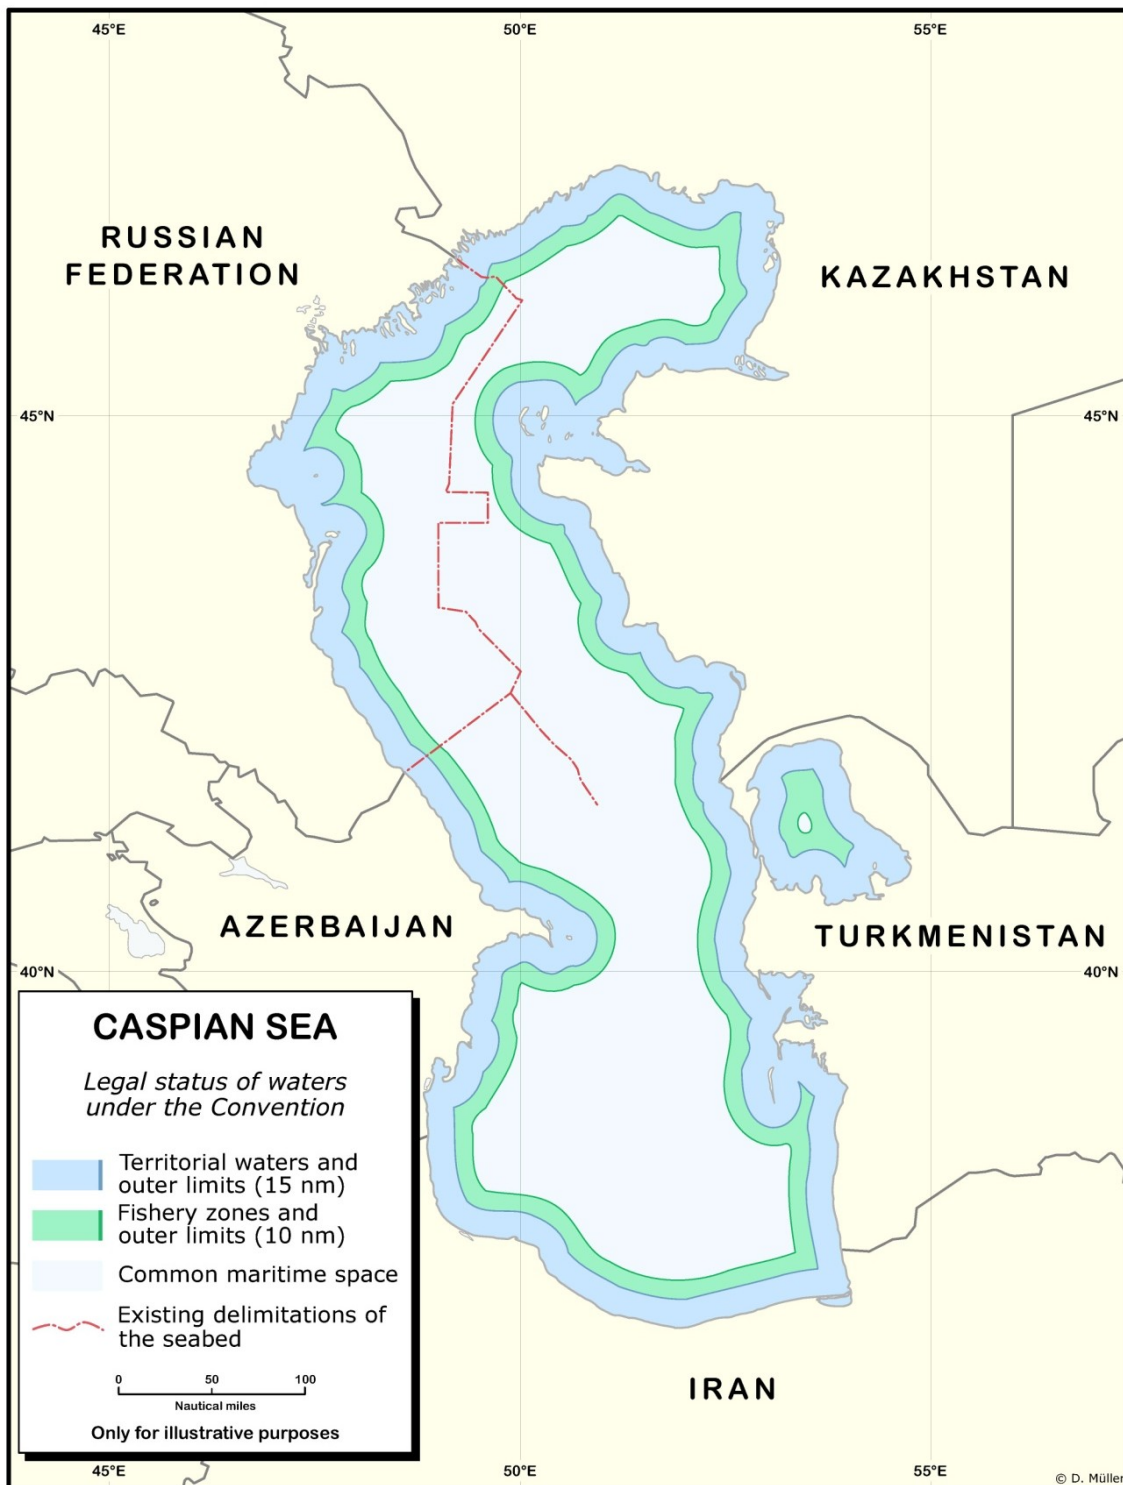 45°E
50°E
55°E
RUSSIAN
FEDERATION
KAZAKHSTAN
45°N
45°N
AZERBAIJAN
TURKMENISTAN
40°N
40°N
CASPIAN SEA
Legal status of waters
under the Convention
Territorial waters and
outer limits (15 nm)
Fishery zones and
outer limits (10 nm)
Common maritime space
Existing delimitations of
the seabed
0 50 100
Nautical miles
Only for illustrative purposes
IRAN
45°E
50°E
55°E
© D. Müller